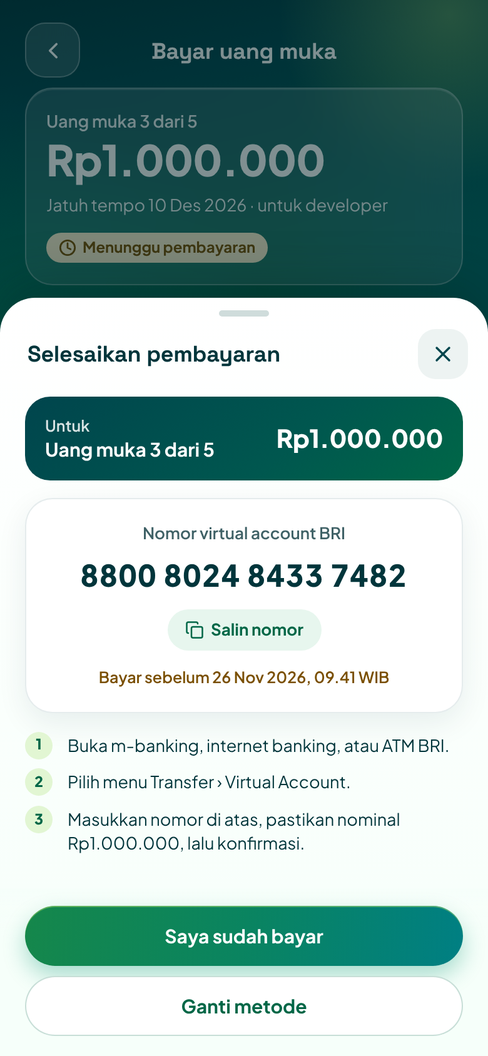 Bayar uang muka
Uang muka 3 dari 5
Rp1.000.000
Jatuh tempo 10 Des 2026 · untuk developer
Menunggu pembayaran
Selesaikan pembayaran
Untuk
Uang muka 3 dari 5
Rp1.000.000
Nomor virtual account BRI
8800 8024 8433 7482
Salin nomor
Bayar sebelum 26 Nov 2026, 09.41 WIB
1 Buka m-banking, internet banking, atau ATM BRI.
2 Pilih menu Transfer › Virtual Account.
3 Masukkan nomor di atas, pastikan nominal
Rp1.000.000, lalu konfirmasi.
Saya sudah bayar
Ganti metode